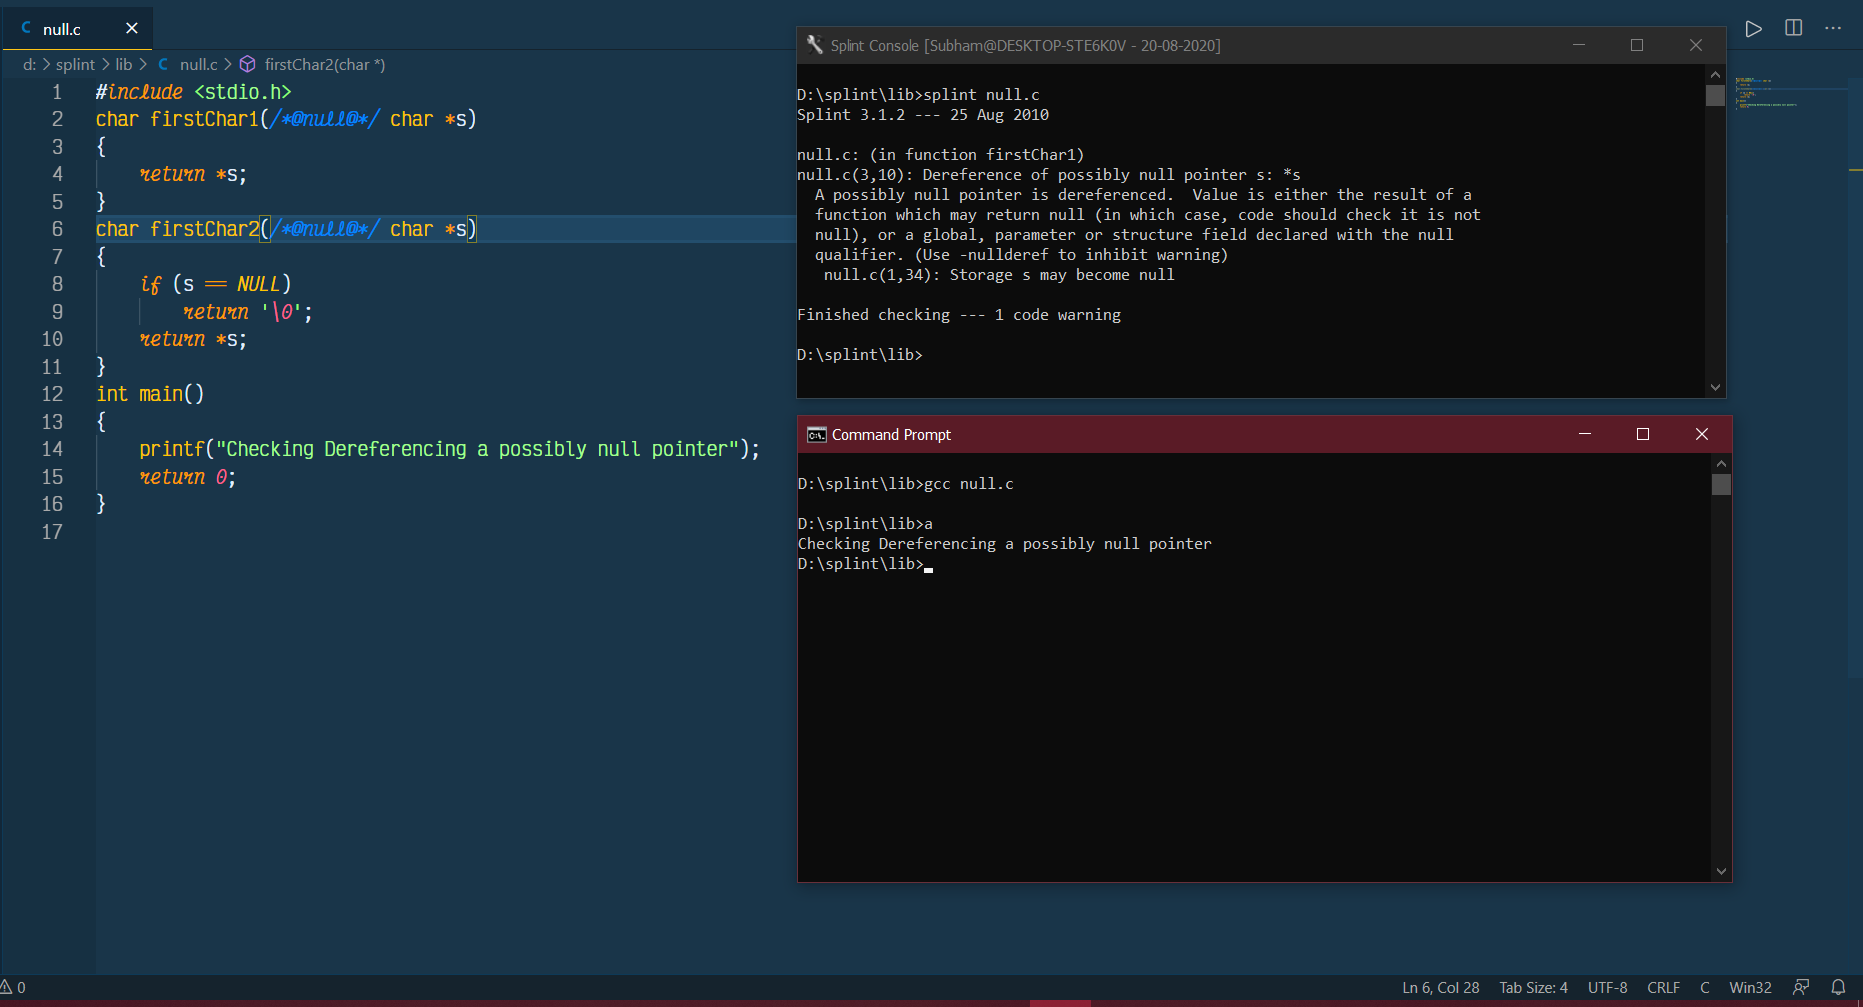 C null.c
d: > splint > lib > C null.c > firstChar2(char *)
1 #include <stdio.h>
2 char firstChar1(/*@null@*/ char *s)
3 {
4 return *s;
5 }
6 char firstChar2(/*@null@*/ char *s)
7 {
8 if (s == NULL)
9 return '\0';
10 return *s;
11 }
12 int main()
13 {
14 printf("Checking Dereferencing a possibly null pointer");
15 return 0;
16 }
17
Splint Console [Subham@DESKTOP-STE6K0V - 20-08-2020]
D:\splint\lib>splint null.c
Splint 3.1.2 --- 25 Aug 2010
null.c: (in function firstChar1)
null.c(3,10): Dereference of possibly null pointer s: *s
A possibly null pointer is dereferenced.  Value is either the result of a
function which may return null (in which case, code should check it is not
null), or a global, parameter or structure field declared with the null
qualifier. (Use -nullderef to inhibit warning)
null.c(1,34): Storage s may become null
Finished checking --- 1 code warning
D:\splint\lib>
Command Prompt
D:\splint\lib>gcc null.c
D:\splint\lib>a
Checking Dereferencing a possibly null pointer
D:\splint\lib>
0
Ln 6, Col 28 Tab Size: 4 UTF-8 CRLF C Win32